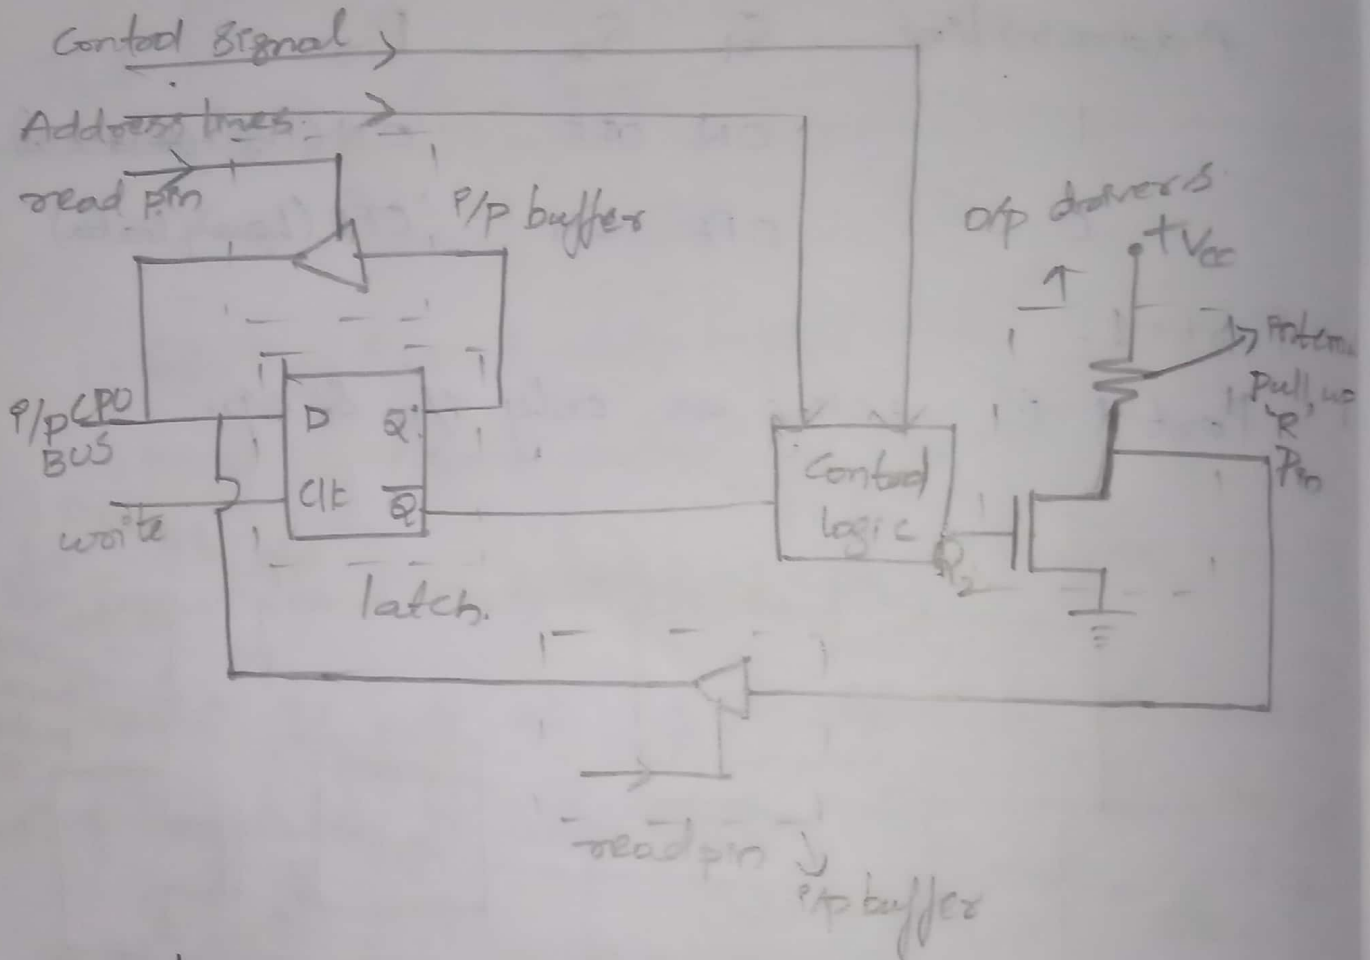 Control Signal
Address lines
read pin
i/p buffer
o/p drivers
+Vcc
Pull up
'R'
Pin
i/p CPU
BUS
D
Q
Clk
Q̅
write
Control
logic
Q2
latch.
read pin
i/p buffer